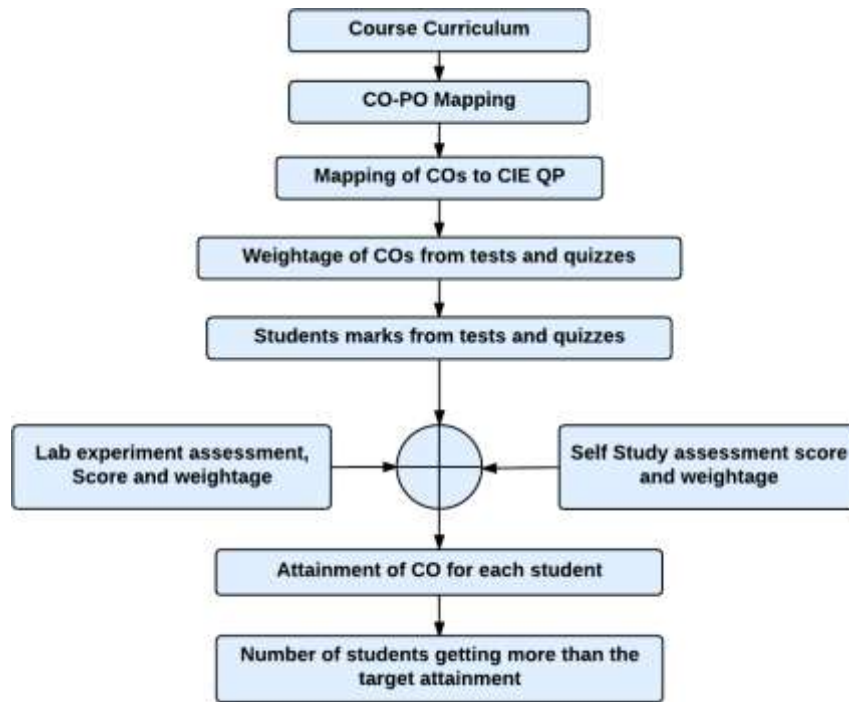 Course Curriculum
CO-PO Mapping
Mapping of COs to CIE QP
Weightage of COs from tests and quizzes
Students marks from tests and quizzes
Lab experiment assessment,
Score and weightage
Self Study assessment score
and weightage
Attainment of CO for each student
Number of students getting more than the
target attainment